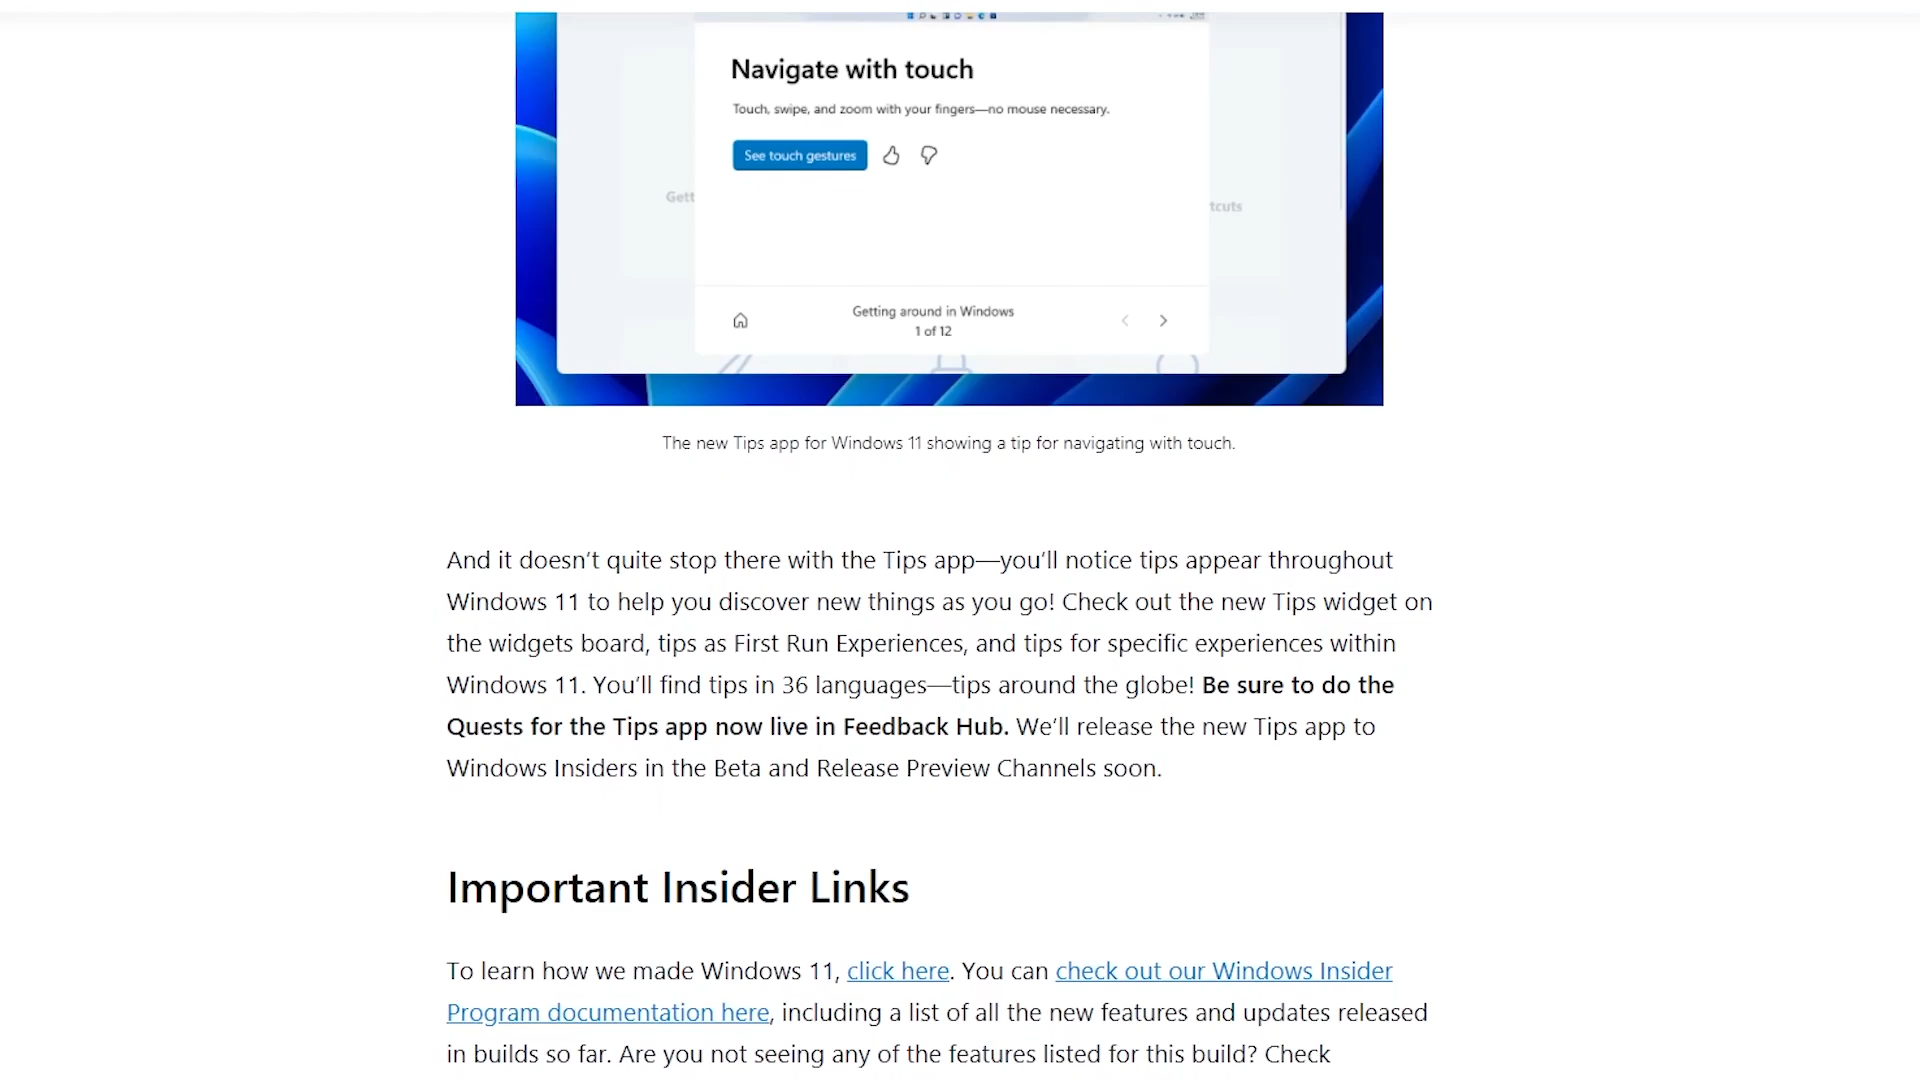 Navigate with touch
Touch, swipe, and zoom with your fingers—no mouse necessary.
See touch gestures
Gett
tcuts
Getting around in Windows
1 of 12
The new Tips app for Windows 11 showing a tip for navigating with touch.
And it doesn’t quite stop there with the Tips app—you’ll notice tips appear throughout
Windows 11 to help you discover new things as you go! Check out the new Tips widget on
the widgets board, tips as First Run Experiences, and tips for specific experiences within
Windows 11. You’ll find tips in 36 languages—tips around the globe! Be sure to do the
Quests for the Tips app now live in Feedback Hub. We’ll release the new Tips app to
Windows Insiders in the Beta and Release Preview Channels soon.
Important Insider Links
To learn how we made Windows 11, click here. You can check out our Windows Insider
Program documentation here, including a list of all the new features and updates released
in builds so far. Are you not seeing any of the features listed for this build? Check